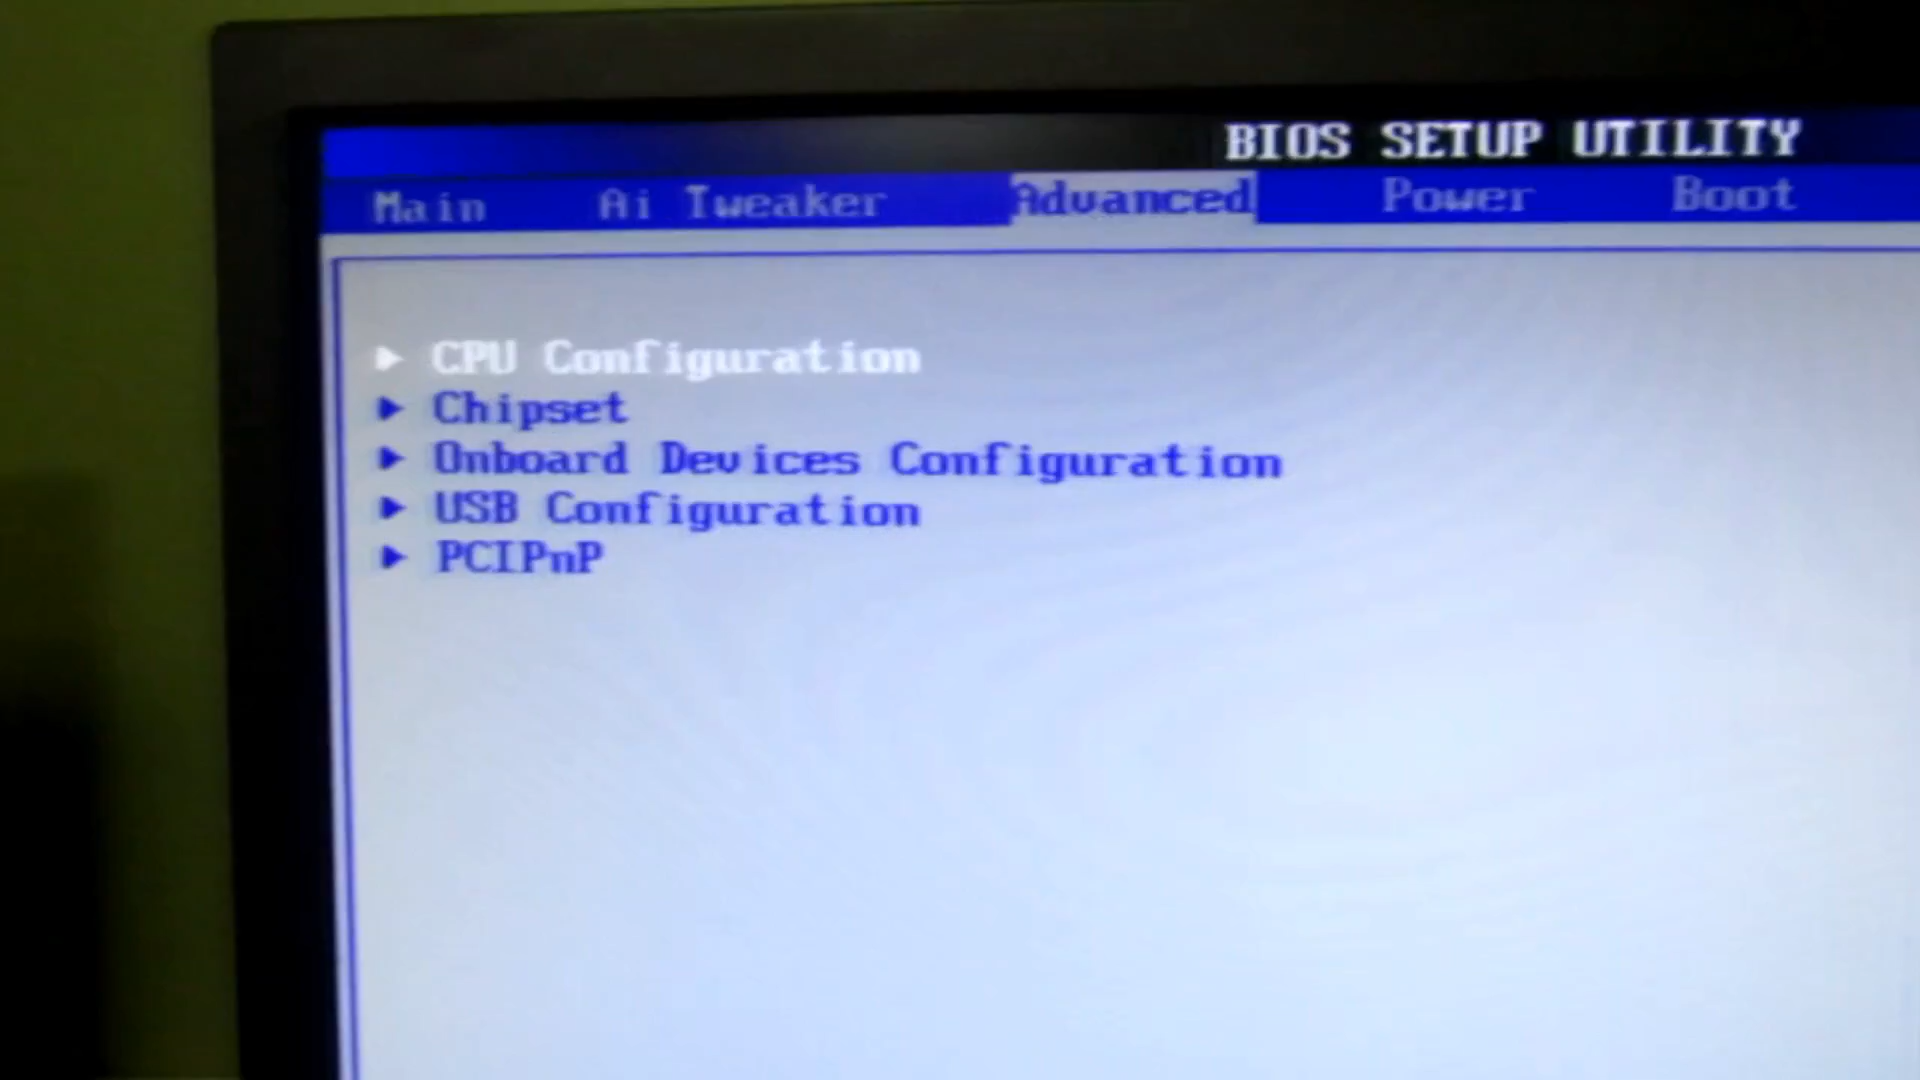 BIOS SETUP UTILITY
Main Ai Tweaker Advanced Power Boot
CPU Configuration
Chipset
Onboard Devices Configuration
USB Configuration
PCIPnP